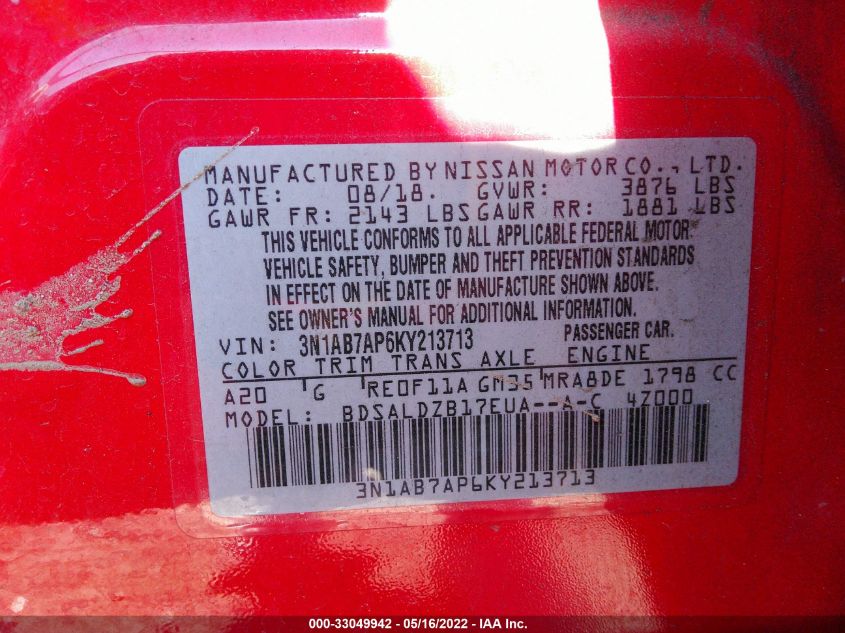 MANUFACTURED BY NISSAN MOTOR CO., LTD.
DATE: 08/18. GVWR: 3876 LBS
GAWR FR: 2143 LBS GAWR RR: 1881 LBS
THIS VEHICLE CONFORMS TO ALL APPLICABLE FEDERAL MOTOR
VEHICLE SAFETY, BUMPER AND THEFT PREVENTION STANDARDS
IN EFFECT ON THE DATE OF MANUFACTURE SHOWN ABOVE.
SEE OWNER'S MANUAL FOR ADDITIONAL INFORMATION.
VIN: 3N1AB7AP6KY213713 PASSENGER CAR.
COLOR TRIM TRANS AXLE ENGINE
A20 G RE0F11A GM35 MRA8DE 1798 CC
MODEL: BDSALDZB17EUA--A-C 4Z000
3N1AB7AP6KY213713
000-33049942 - 05/16/2022 - IAA Inc.